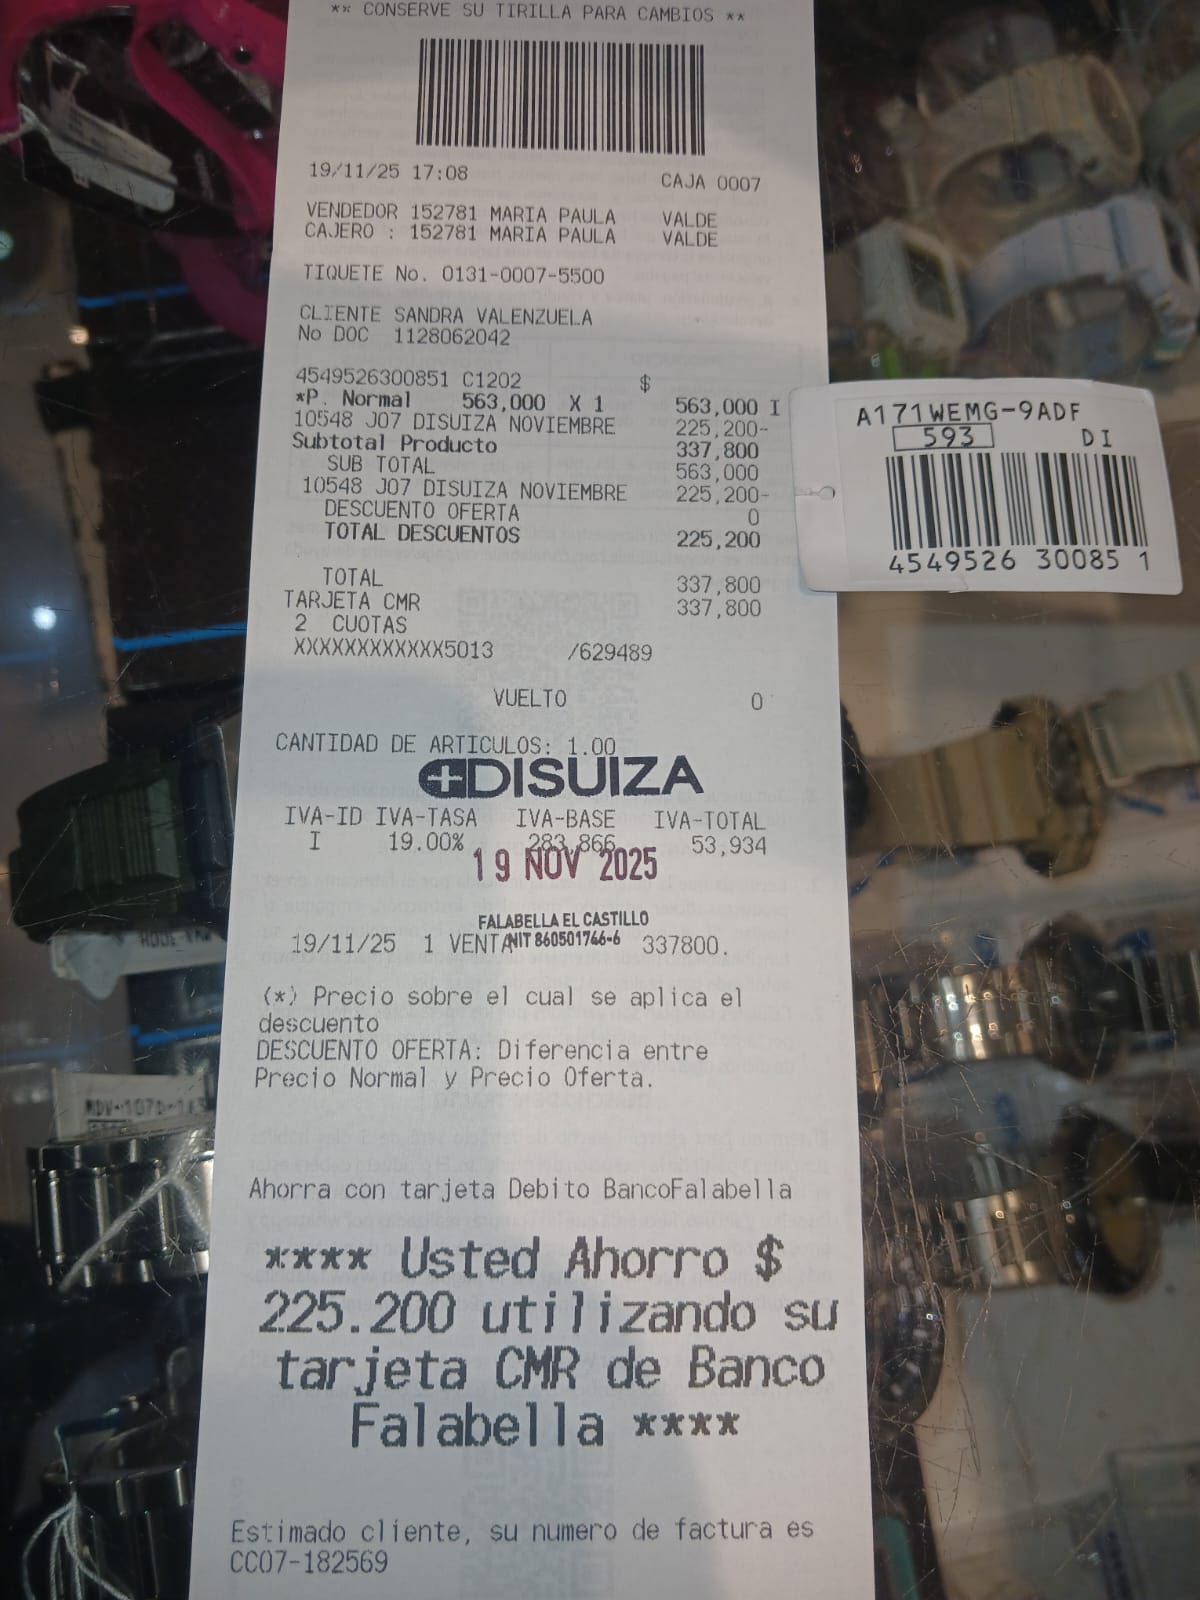 ** CONSERVE SU TIRILLA PARA CAMBIOS **
19/11/25 17:08 CAJA 0007
VENDEDOR 152781 MARIA PAULA VALDE
CAJERO : 152781 MARIA PAULA VALDE
TIQUETE No. 0131-0007-5500
CLIENTE SANDRA VALENZUELA
No DOC 1128062042
4549526300851 C1202 $
*P. Normal 563,000 X 1 563,000 I
10548 J07 DISUIZA NOVIEMBRE 225,200-
Subtotal Producto 337,800
SUB TOTAL 563,000
10548 J07 DISUIZA NOVIEMBRE 225,200-
DESCUENTO OFERTA 0
TOTAL DESCUENTOS 225,200
TOTAL 337,800
TARJETA CMR 337,800
2 CUOTAS
XXXXXXXXXXXX5013 /629489
VUELTO 0
CANTIDAD DE ARTICULOS: 1.00
DISUIZA
IVA-ID IVA-TASA IVA-BASE IVA-TOTAL
I 19.00% 283,866 53,934
19 NOV 2025
FALABELLA EL CASTILLO
NIT 860501766-6
19/11/25 1 VENTA 337800.
(*) Precio sobre el cual se aplica el
descuento
DESCUENTO OFERTA: Diferencia entre
Precio Normal y Precio Oferta.
Ahorra con tarjeta Debito BancoFalabella
**** Usted Ahorro $
225.200 utilizando su
tarjeta CMR de Banco
Falabella ****
Estimado cliente, su numero de factura es
CC07-182569
A171WEMG-9ADF
593 DI
4549526 30085 1